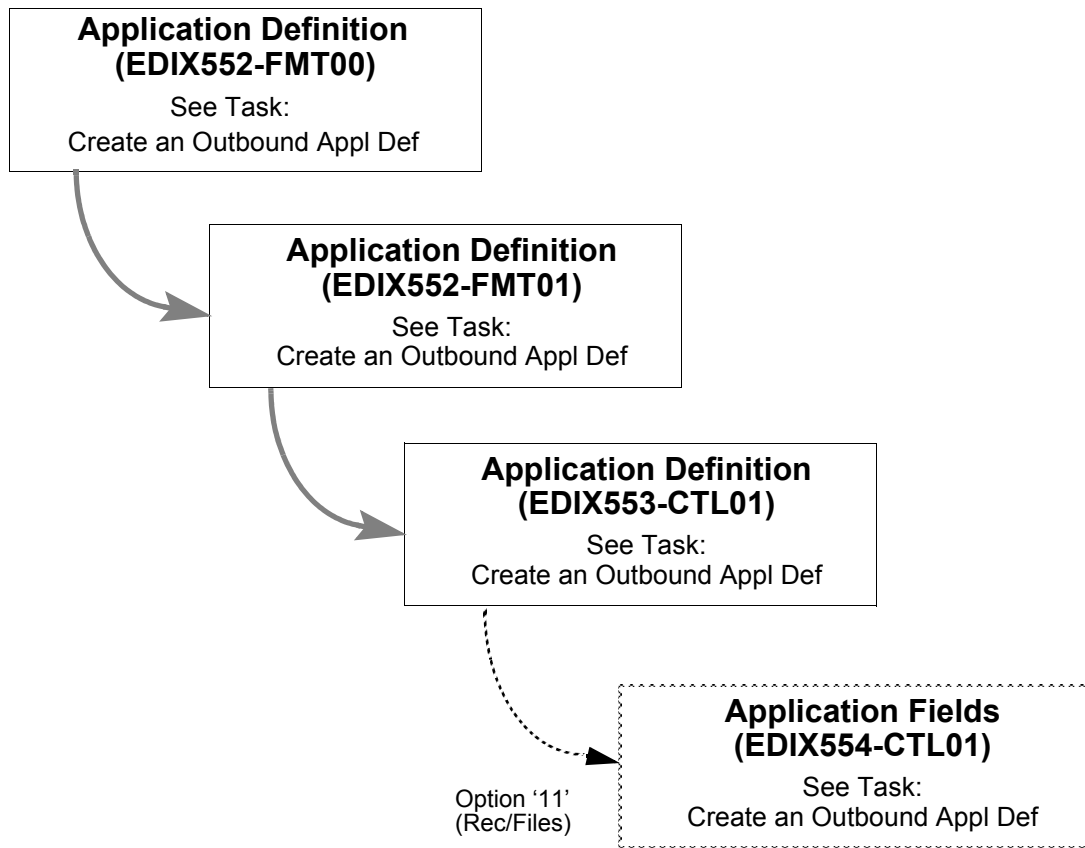 Application Definition
(EDIX552-FMT00)
See Task:
Create an Outbound Appl Def
Application Definition
(EDIX552-FMT01)
See Task:
Create an Outbound Appl Def
Application Definition
(EDIX553-CTL01)
See Task:
Create an Outbound Appl Def
Option ‘11’
(Rec/Files)
Application Fields
(EDIX554-CTL01)
See Task:
Create an Outbound Appl Def